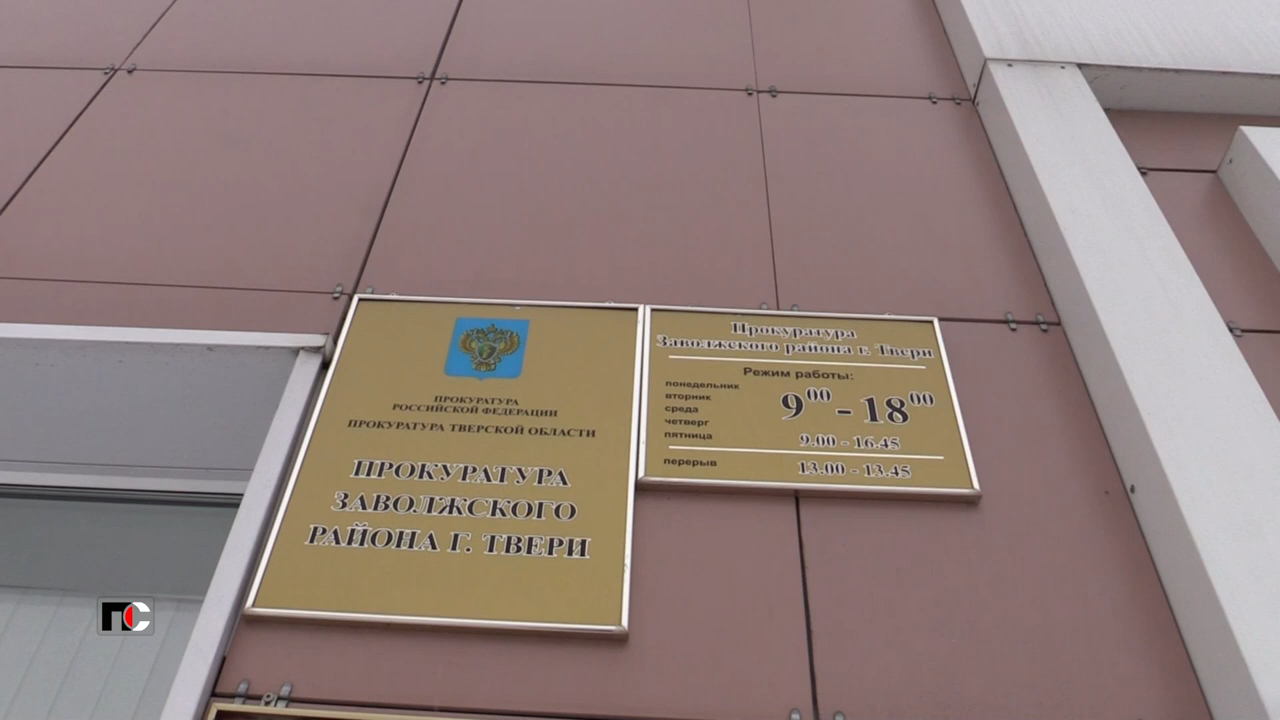 ПРОКУРАТУРА
РОССИЙСКОЙ ФЕДЕРАЦИИ
ПРОКУРАТУРА ТВЕРСКОЙ ОБЛАСТИ
ПРОКУРАТУРА
ЗАВОЛЖСКОГО
РАЙОНА Г. ТВЕРИ
Прокуратура
Заволжского района г. Твери
Режим работы:
понедельник
вторник
среда
четверг
9⁰⁰ - 18⁰⁰
пятница 9.00 - 16.45
перерыв 13.00 - 13.45
ПС